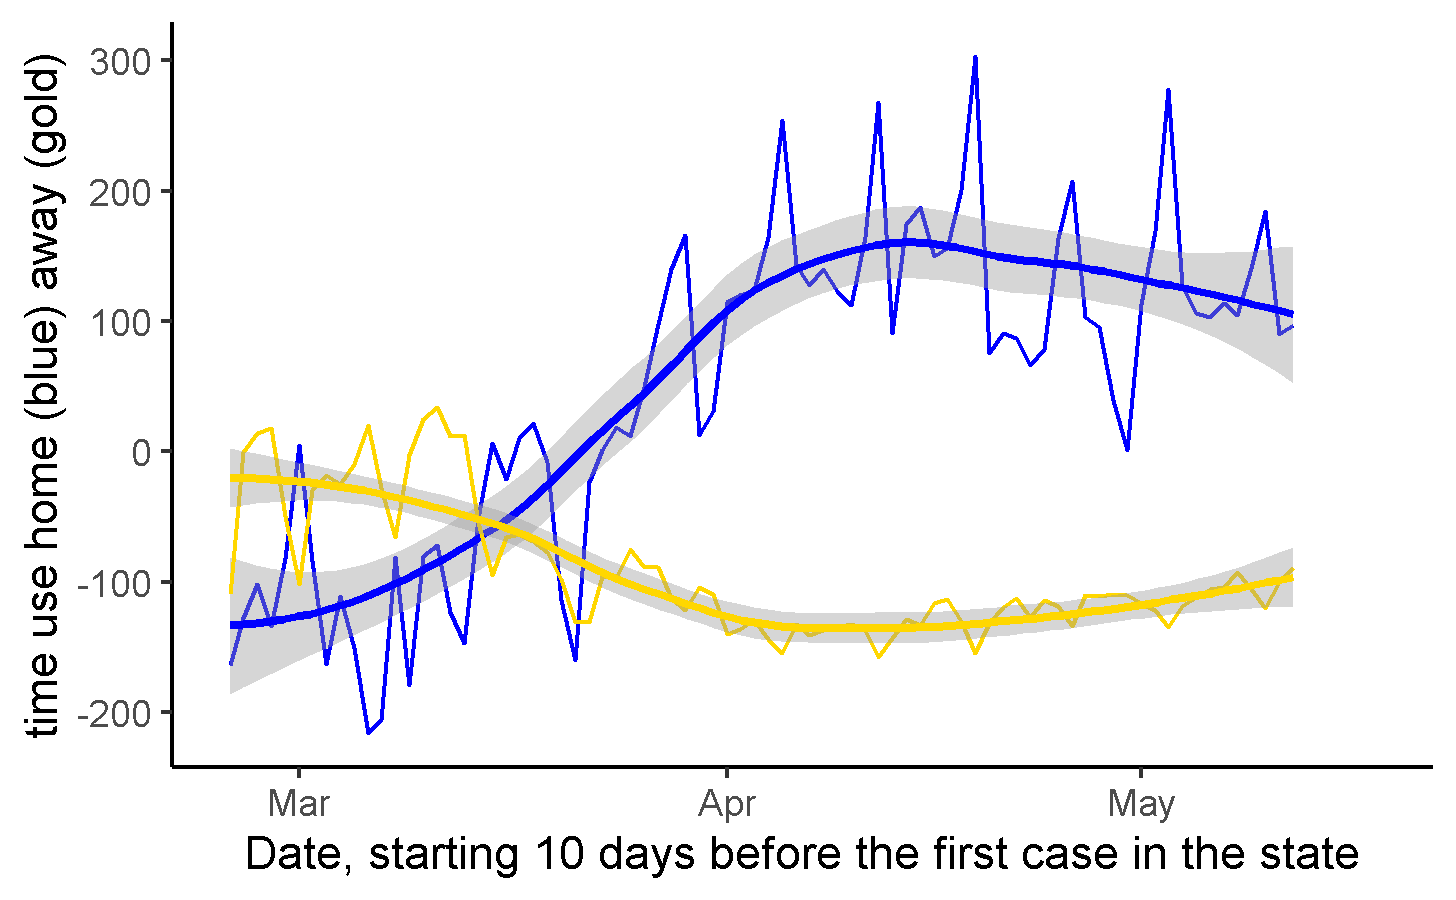 time use home (blue) away (gold)
300
200
100
0
-100
-200
Mar Apr May
Date, starting 10 days before the first case in the state